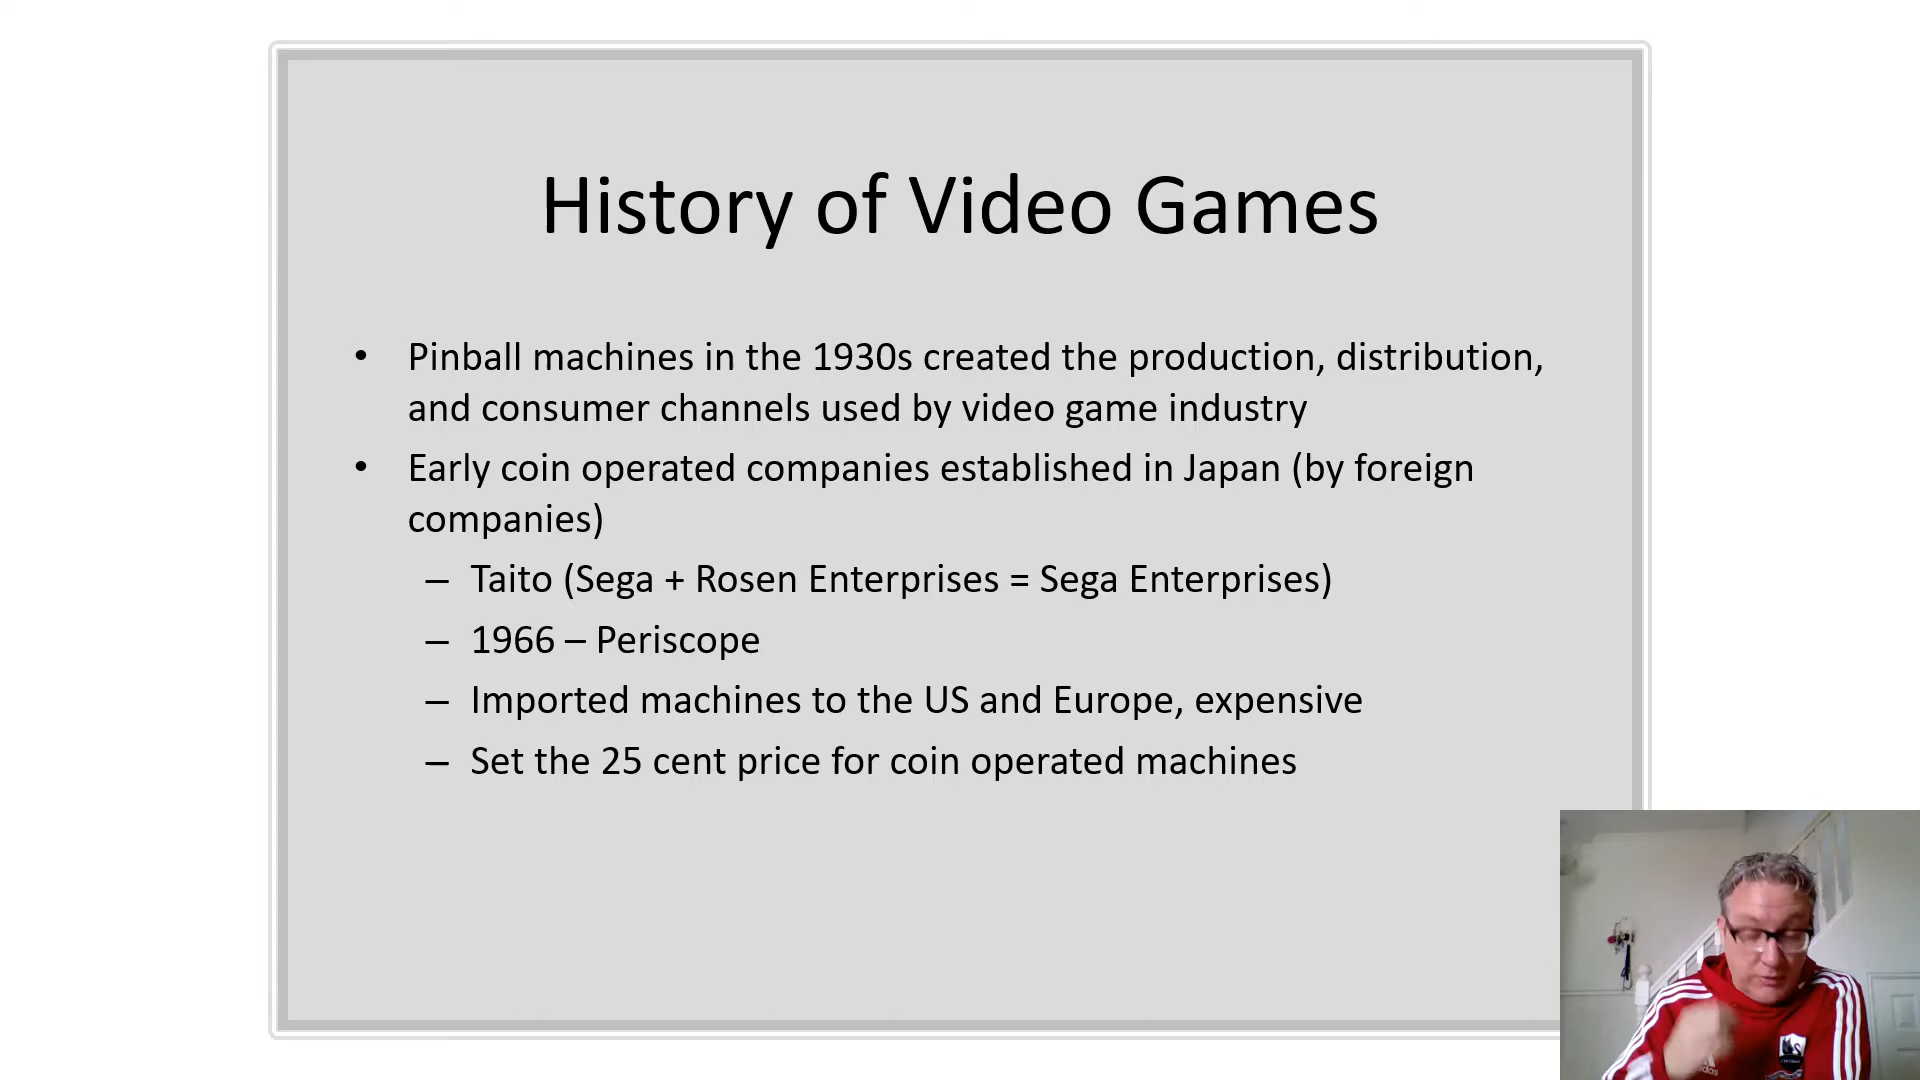 History of Video Games
• Pinball machines in the 1930s created the production, distribution,
and consumer channels used by video game industry
• Early coin operated companies established in Japan (by foreign
companies)
– Taito (Sega + Rosen Enterprises = Sega Enterprises)
– 1966 – Periscope
– Imported machines to the US and Europe, expensive
– Set the 25 cent price for coin operated machines